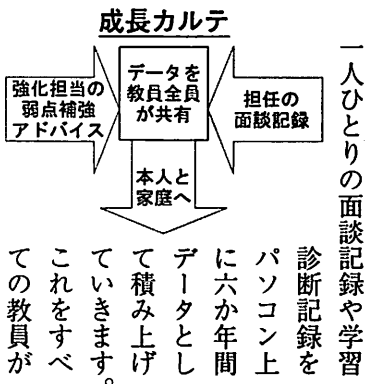 成長カルテ
強化担当の
弱点補強
アドバイス
データを
教員全員
が共有
担任の
面談記録
本人と
家庭へ
一人ひとりの面談記録や学習
診断記録を
パソコン上
に六か年間
データとし
て積み上げ
ていきます。
これをすべ
ての教員が